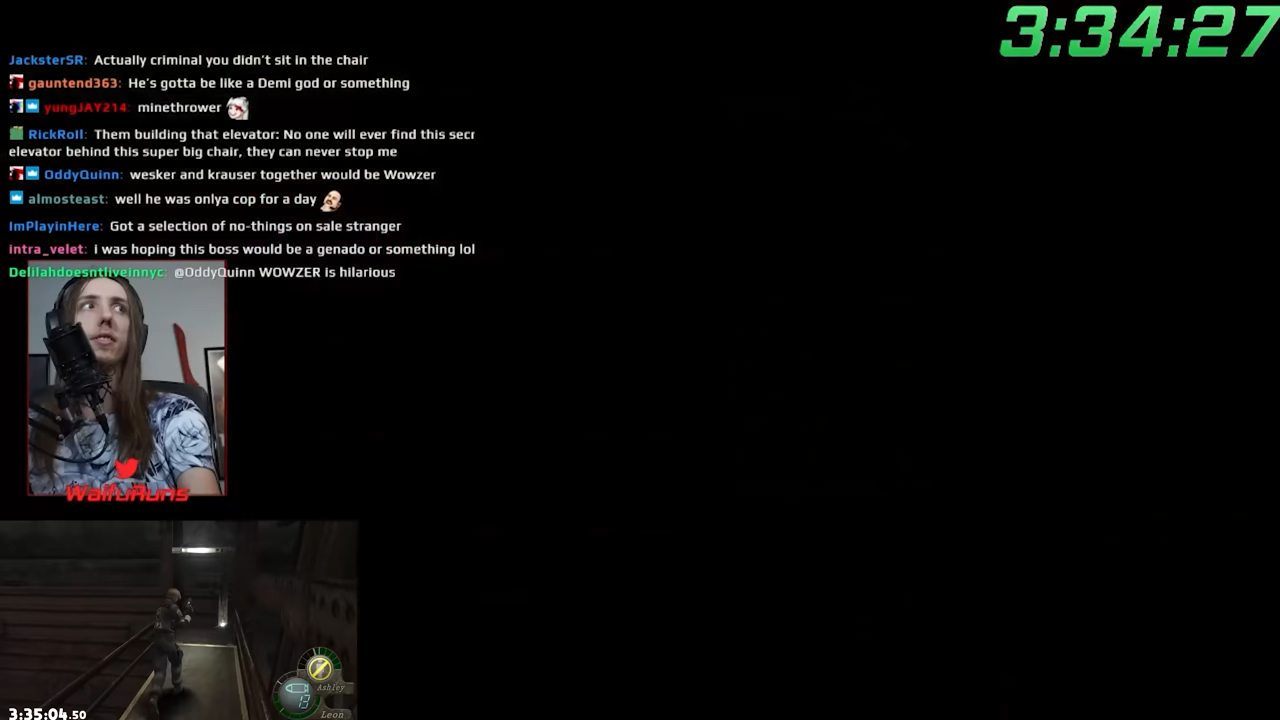 3:34:27
JacksterSR: Actually criminal you didn't sit in the chair
gauntend363: He's gotta be like a Demi god or something
yungJAY214: minethrower
RickRoll: Them building that elevator: No one will ever find this secr
elevator behind this super big chair, they can never stop me
OddyQuinn: wesker and krauser together would be Wowzer
almosteast: well he was onlya cop for a day
ImPlayinHere: Got a selection of no-things on sale stranger
intra_velet: i was hoping this boss would be a genado or something lol
Delilahdoesntliveinnyc: @OddyQuinn WOWZER is hilarious
WaifuRuns
Ashley
13
Leon
3:35:04.50